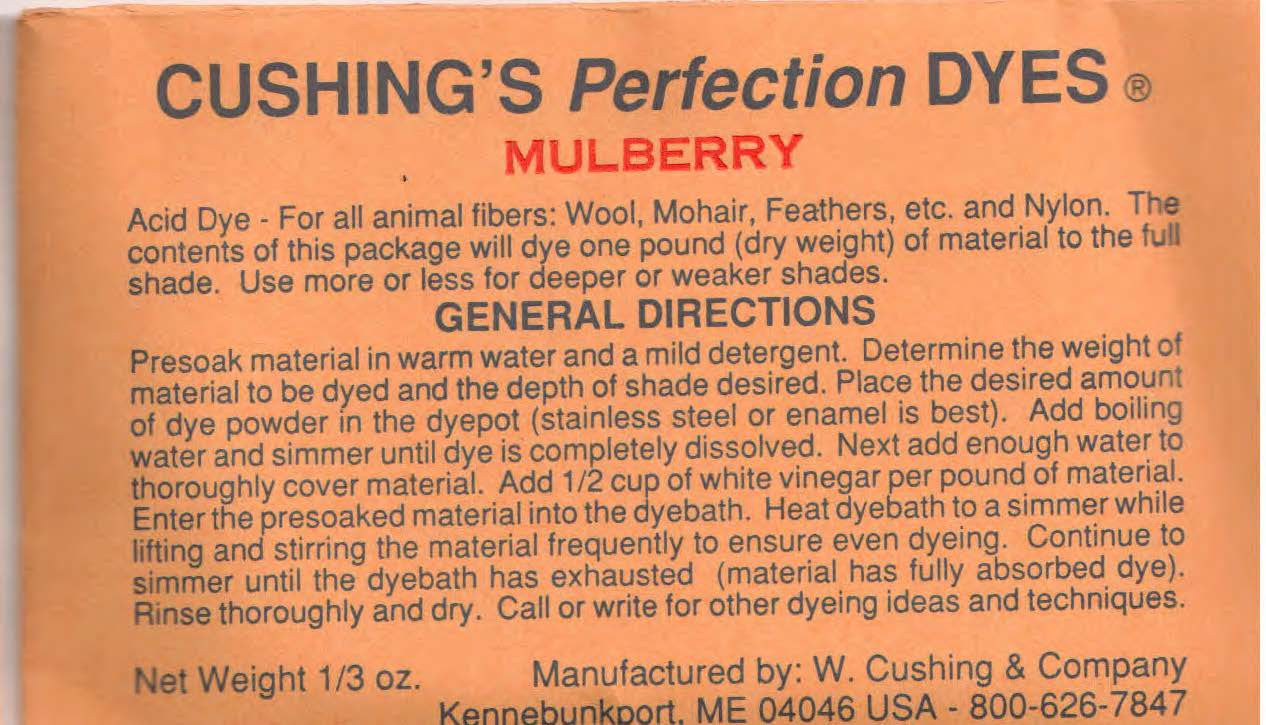 CUSHING'S Perfection DYES ®
MULBERRY
Acid Dye - For all animal fibers: Wool, Mohair, Feathers, etc. and Nylon. The
contents of this package will dye one pound (dry weight) of material to the full
shade. Use more or less for deeper or weaker shades.
GENERAL DIRECTIONS
Presoak material in warm water and a mild detergent. Determine the weight of
material to be dyed and the depth of shade desired. Place the desired amount
of dye powder in the dyepot (stainless steel or enamel is best). Add boiling
water and simmer until dye is completely dissolved. Next add enough water to
thoroughly cover material. Add 1/2 cup of white vinegar per pound of material.
Enter the presoaked material into the dyebath. Heat dyebath to a simmer while
lifting and stirring the material frequently to ensure even dyeing. Continue to
simmer until the dyebath has exhausted (material has fully absorbed dye).
Rinse thoroughly and dry. Call or write for other dyeing ideas and techniques.
Net Weight 1/3 oz. Manufactured by: W. Cushing & Company
Kennebunkport, ME 04046 USA - 800-626-7847